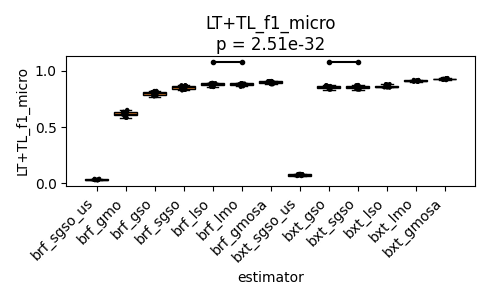 LT+TL_f1_micro
p = 2.51e-32
LT+TL_f1_micro
1.0
0.5
0.0
brf_sgso_us
brf_gmo
brf_gso
brf_sgso
brf_lso
brf_lmo
brf_gmosa
bxt_sgso_us
bxt_gso
bxt_sgso
bxt_lso
bxt_lmo
bxt_gmosa
estimator